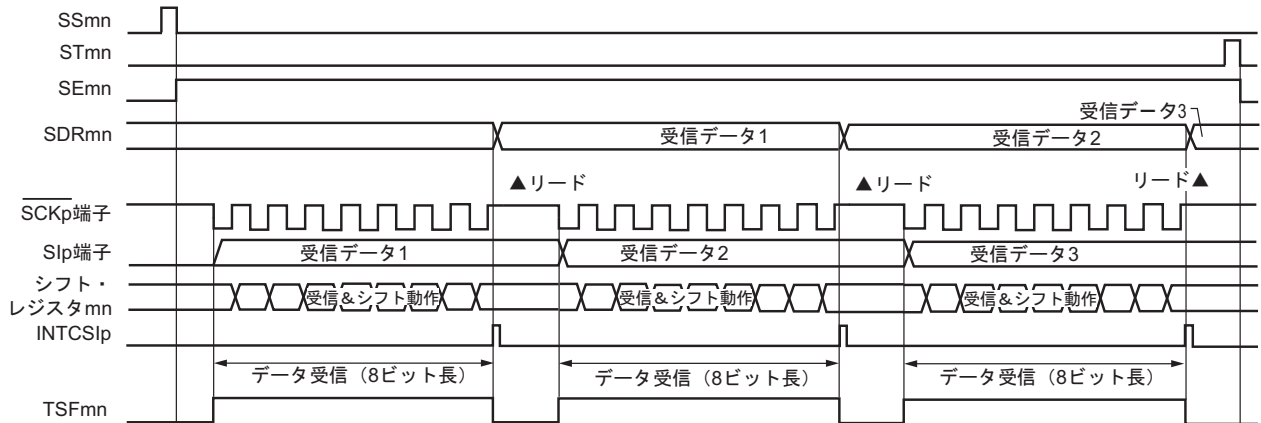 SSmn
STmn
SEmn
受信データ3
SDRmn
受信データ1
受信データ2
▲リード
▲リード
リード▲
SCKp端子
SIp端子
受信データ1
受信データ2
受信データ3
シフト・
レジスタmn
受信&シフト動作
受信&シフト動作
受信&シフト動作
INTCSIp
データ受信(8ビット長)
データ受信(8ビット長)
データ受信(8ビット長)
TSFmn